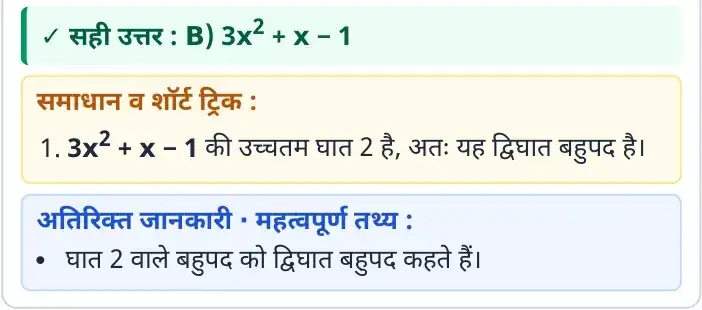 ✓ सही उत्तर : B) 3x² + x − 1
समाधान व शॉर्ट ट्रिक :
1. 3x² + x − 1 की उच्चतम घात 2 है, अतः यह द्विघात बहुपद है।
अतिरिक्त जानकारी · महत्वपूर्ण तथ्य :
• घात 2 वाले बहुपद को द्विघात बहुपद कहते हैं।